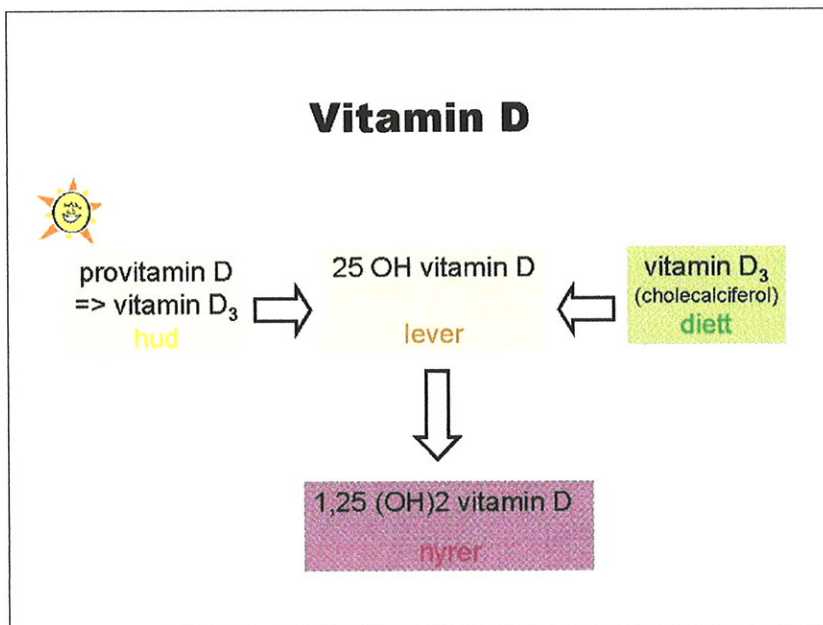 Vitamin D
provitamin D
=> vitamin D₃
hud
25 OH vitamin D
lever
vitamin D₃
(cholecalciferol)
diett
1,25 (OH)2 vitamin D
nyrer